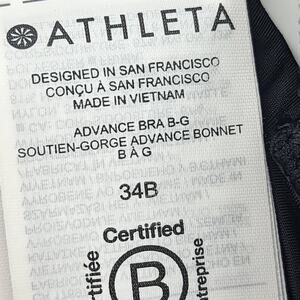 ATHLETA
DESIGNED IN SAN FRANCISCO
CONÇU À SAN FRANCISCO
MADE IN VIETNAM
ADVANCE BRA B-G
SOUTIEN-GORGE ADVANCE BONNET
B À G
34B
Certified
B
Entreprise